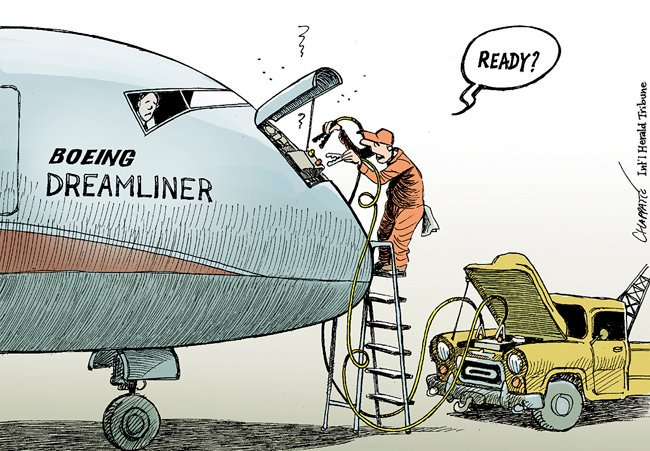 READY?
BOEING
DREAMLINER
CHAPPATTE Int'l Herald Tribune